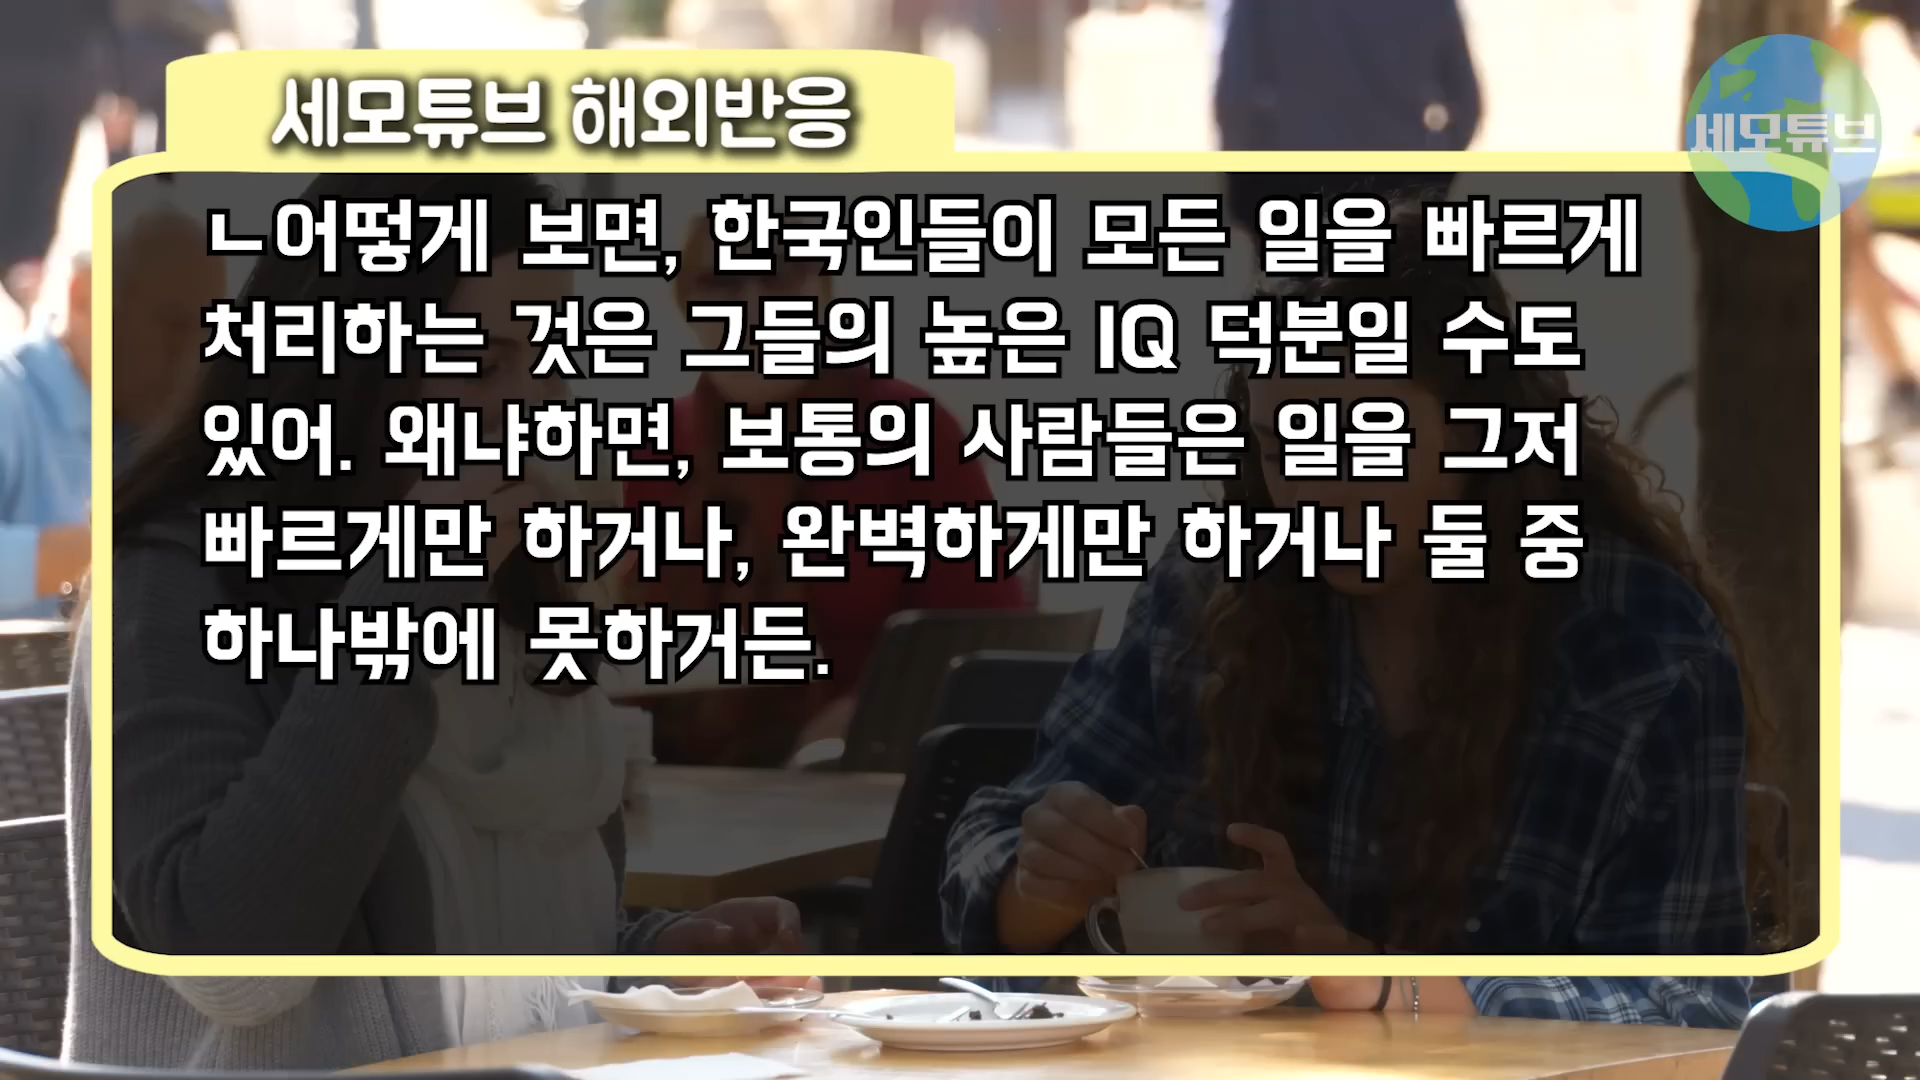 세모튜브 해외반응
세모튜브
ㄴ어떻게 보면, 한국인들이 모든 일을 빠르게
처리하는 것은 그들의 높은 IQ 덕분일 수도
있어. 왜냐하면, 보통의 사람들은 일을 그저
빠르게만 하거나, 완벽하게만 하거나 둘 중
하나밖에 못하거든.